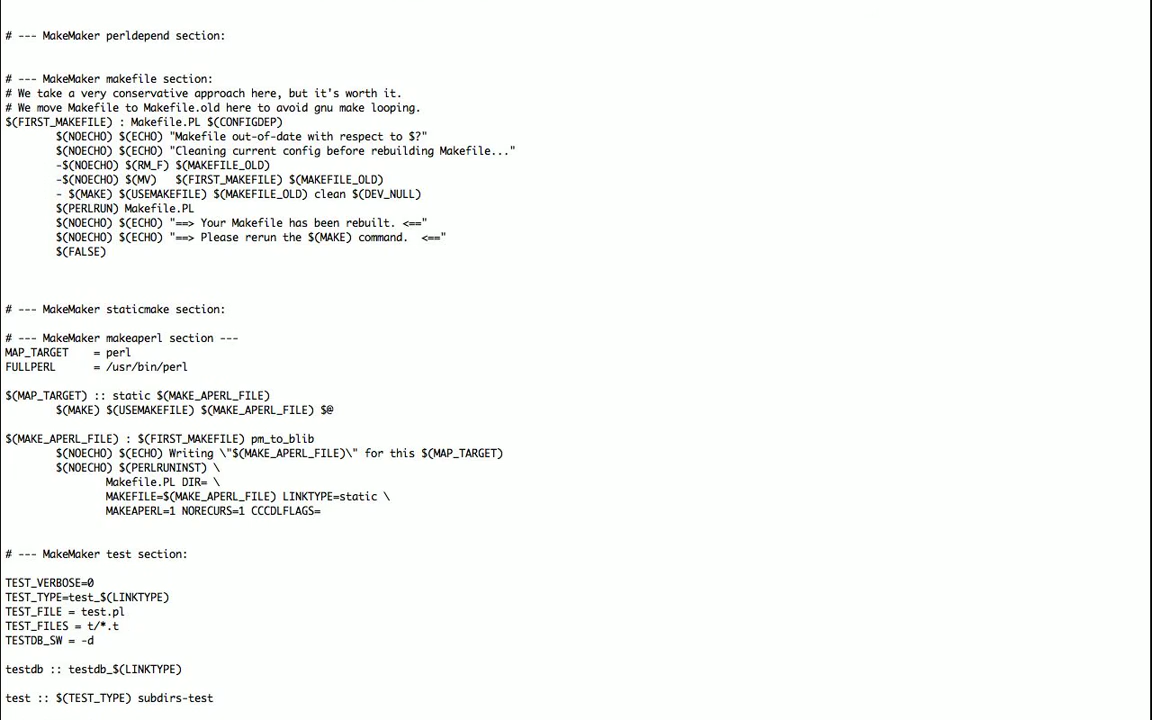 # --- MakeMaker perldepend section:
# --- MakeMaker makefile section:
# We take a very conservative approach here, but it's worth it.
# We move Makefile to Makefile.old here to avoid gnu make looping.
$(FIRST_MAKEFILE) : Makefile.PL $(CONFIGDEP)
	$(NOECHO) $(ECHO) "Makefile out-of-date with respect to $?"
	$(NOECHO) $(ECHO) "Cleaning current config before rebuilding Makefile..."
	-$(NOECHO) $(RM_F) $(MAKEFILE_OLD)
	-$(NOECHO) $(MV)   $(FIRST_MAKEFILE) $(MAKEFILE_OLD)
	- $(MAKE) $(USEMAKEFILE) $(MAKEFILE_OLD) clean $(DEV_NULL)
	$(PERLRUN) Makefile.PL
	$(NOECHO) $(ECHO) "==> Your Makefile has been rebuilt. <=="
	$(NOECHO) $(ECHO) "==> Please rerun the $(MAKE) command.  <=="
	$(FALSE)
# --- MakeMaker staticmake section:
# --- MakeMaker makeaperl section ---
MAP_TARGET    = perl
FULLPERL      = /usr/bin/perl
$(MAP_TARGET) :: static $(MAKE_APERL_FILE)
	$(MAKE) $(USEMAKEFILE) $(MAKE_APERL_FILE) $@
$(MAKE_APERL_FILE) : $(FIRST_MAKEFILE) pm_to_blib
	$(NOECHO) $(ECHO) Writing \"$(MAKE_APERL_FILE)\" for this $(MAP_TARGET)
	$(NOECHO) $(PERLRUNINST) \
		Makefile.PL DIR= \
		MAKEFILE=$(MAKE_APERL_FILE) LINKTYPE=static \
		MAKEAPERL=1 NORECURS=1 CCCDLFLAGS=
# --- MakeMaker test section:
TEST_VERBOSE=0
TEST_TYPE=test_$(LINKTYPE)
TEST_FILE = test.pl
TEST_FILES = t/*.t
TESTDB_SW = -d
testdb :: testdb_$(LINKTYPE)
test :: $(TEST_TYPE) subdirs-test